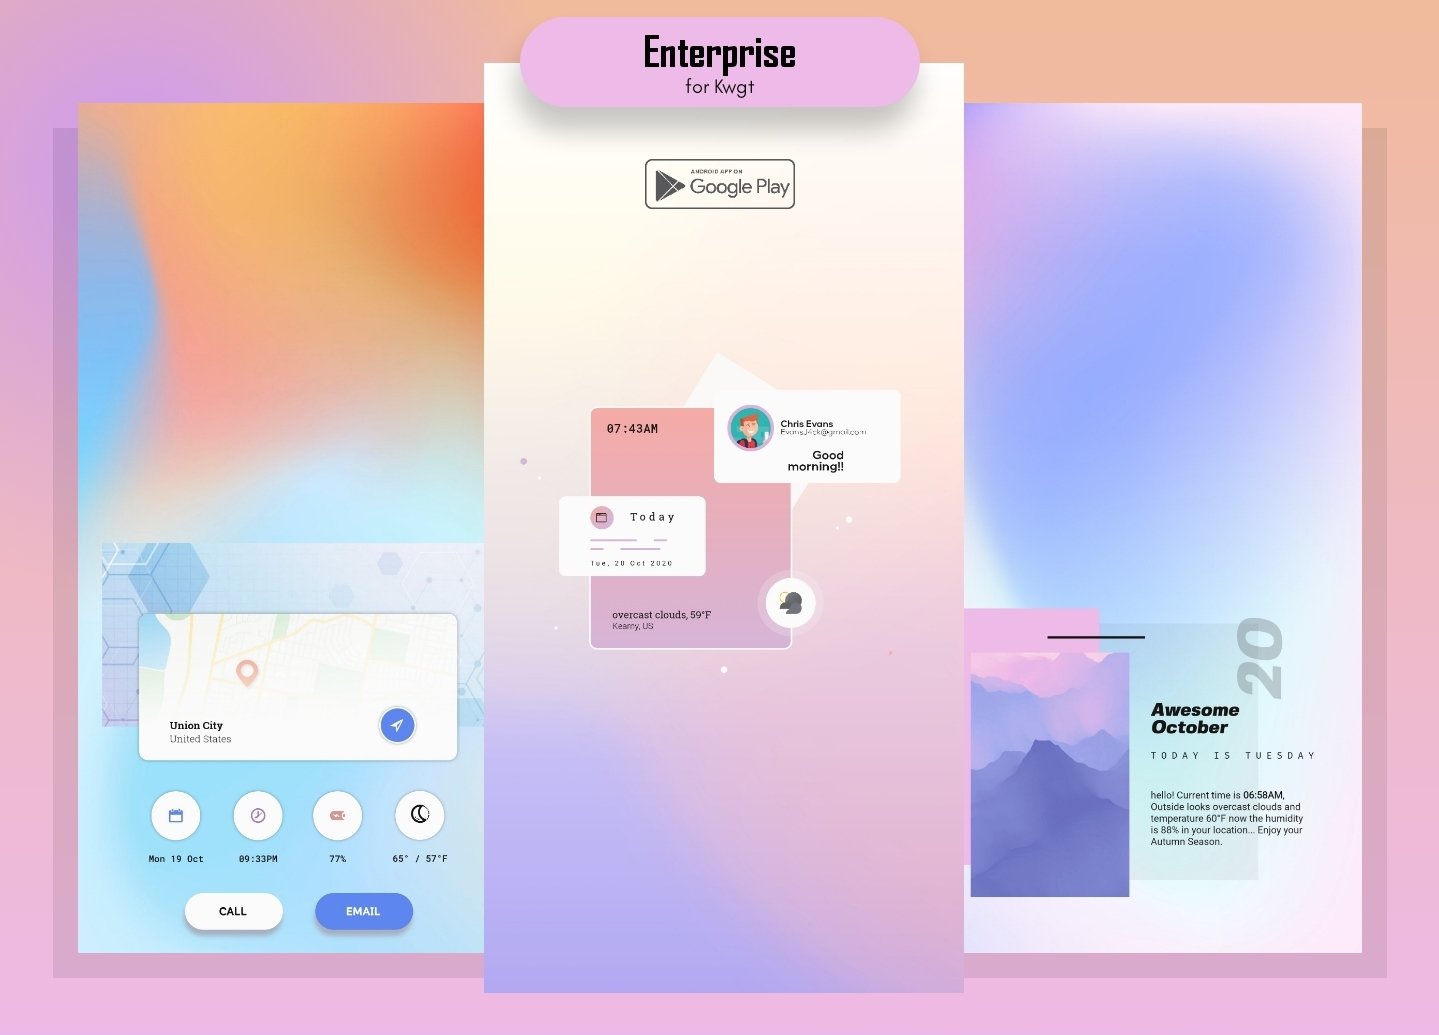 Enterprise
for Kwgt
ANDROID APP ON
Google Play
Union City
United States
Mon 19 Oct
09:33PM
77%
65° / 57°F
CALL
EMAIL
07:43AM
Chris Evans
Good
morning!!
Today
Tue, 20 Oct 2020
overcast clouds, 59°F
Kearny, US
20
Awesome
October
TODAY IS TUESDAY
hello! Current time is 06:58AM,
Outside looks overcast clouds and
temperature 60°F now the humidity
is 88% in your location... Enjoy your
Autumn Season.